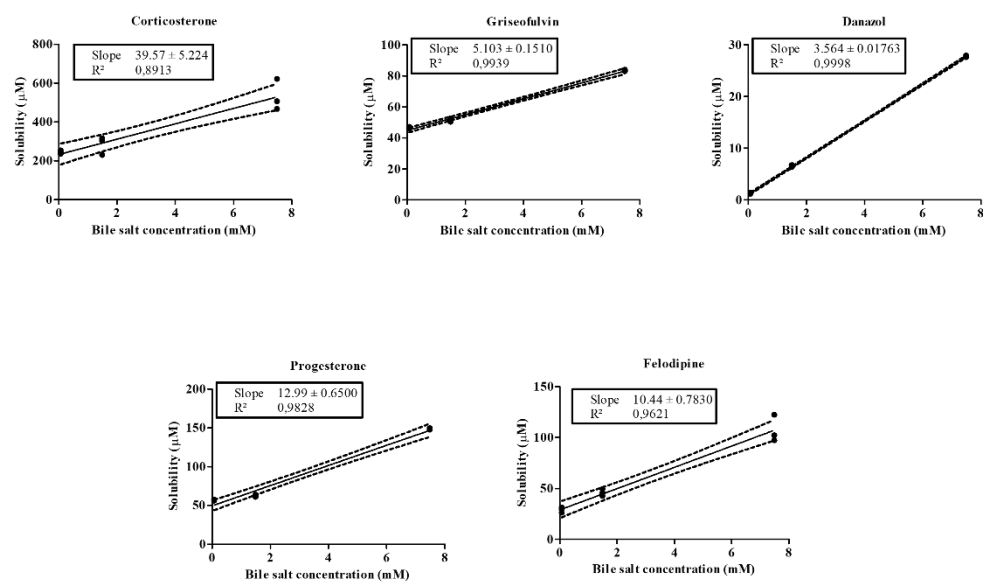 Corticosterone
Slope 39.57 ± 5.224
R² 0,8913
Solubility (µM)
800
600
400
200
0
0 2 4 6 8
Bile salt concentration (mM)
Griseofulvin
Slope 5.103 ± 0.1510
R² 0,9939
Solubility (µM)
100
80
60
40
20
0
0 2 4 6 8
Bile salt concentration (mM)
Danazol
Slope 3.564 ± 0.01763
R² 0,9998
Solubility (µM)
30
20
10
0
0 2 4 6 8
Bile salt concentration (mM)
Progesterone
Slope 12.99 ± 0.6500
R² 0,9828
Solubility (µM)
200
150
100
50
0
0 2 4 6 8
Bile salt concentration (mM)
Felodipine
Slope 10.44 ± 0.7830
R² 0,9621
Solubility (µM)
150
100
50
0
0 2 4 6 8
Bile salt concentration (mM)